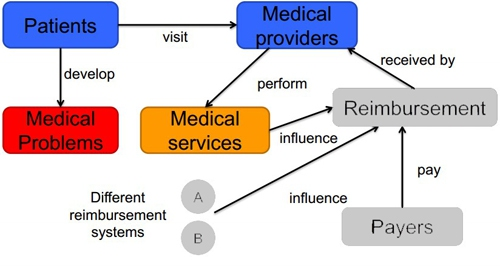 Patients
visit
Medical
providers
develop
perform
received by
Medical
Problems
Medical
services
influence
Reimbursement
Different
reimbursement
systems
A
B
influence
pay
Payers